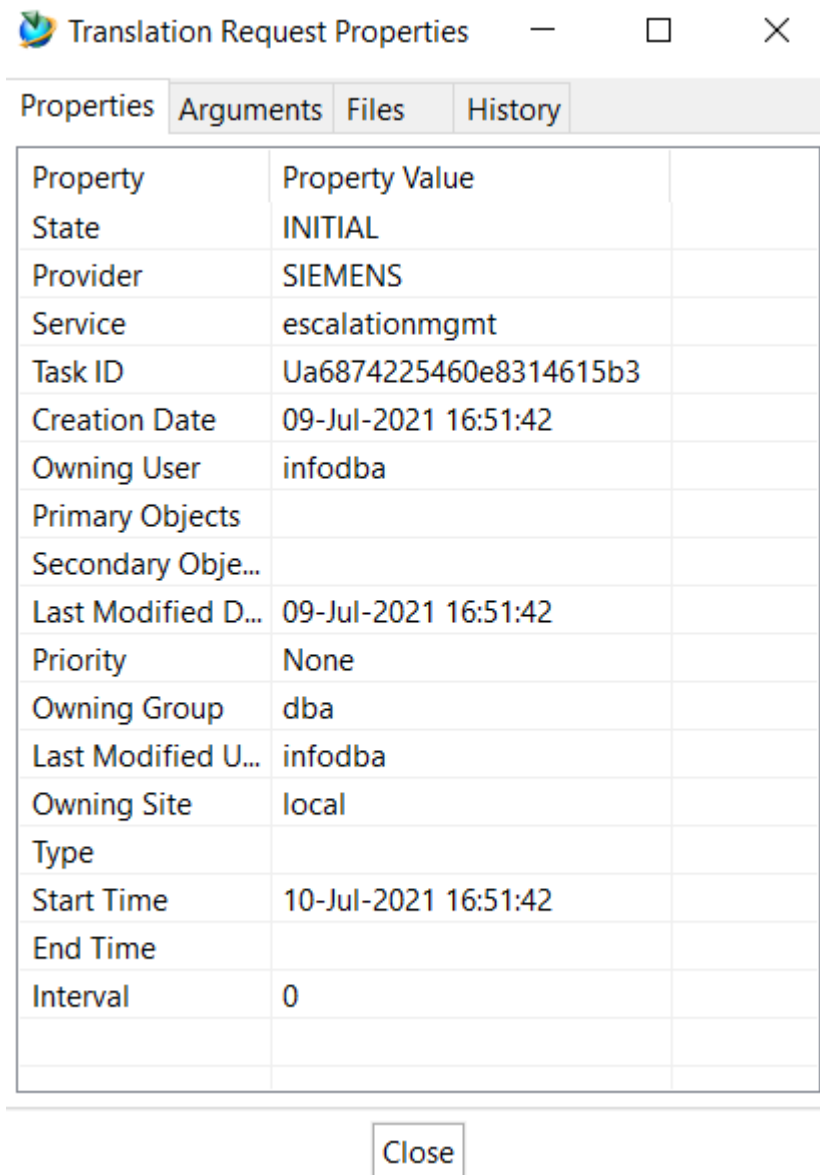 Translation Request Properties
Properties Arguments Files History
Property Property Value
State INITIAL
Provider SIEMENS
Service escalationmgmt
Task ID Ua6874225460e8314615b3
Creation Date 09-Jul-2021 16:51:42
Owning User infodba
Primary Objects
Secondary Obje...
Last Modified D... 09-Jul-2021 16:51:42
Priority None
Owning Group dba
Last Modified U... infodba
Owning Site local
Type
Start Time 10-Jul-2021 16:51:42
End Time
Interval 0
Close